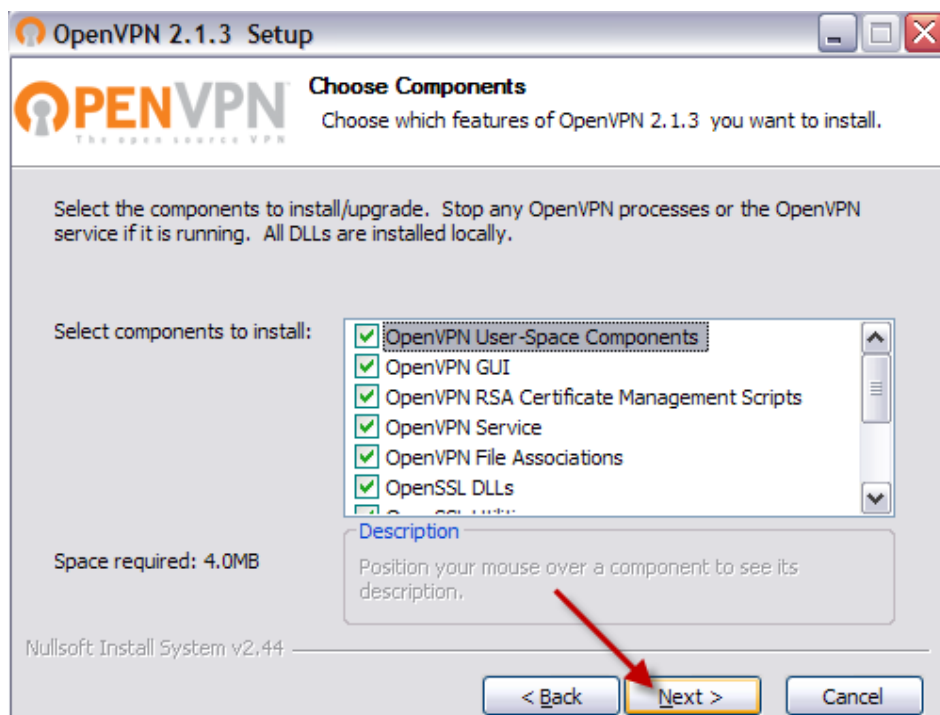 OpenVPN 2.1.3 Setup
OPENVPN
The open source VPN
Choose Components
Choose which features of OpenVPN 2.1.3 you want to install.
Select the components to install/upgrade. Stop any OpenVPN processes or the OpenVPN
service if it is running. All DLLs are installed locally.
Select components to install:
OpenVPN User-Space Components
OpenVPN GUI
OpenVPN RSA Certificate Management Scripts
OpenVPN Service
OpenVPN File Associations
OpenSSL DLLs
Space required: 4.0MB
Description
Position your mouse over a component to see its
description.
Nullsoft Install System v2.44
< Back
Next >
Cancel